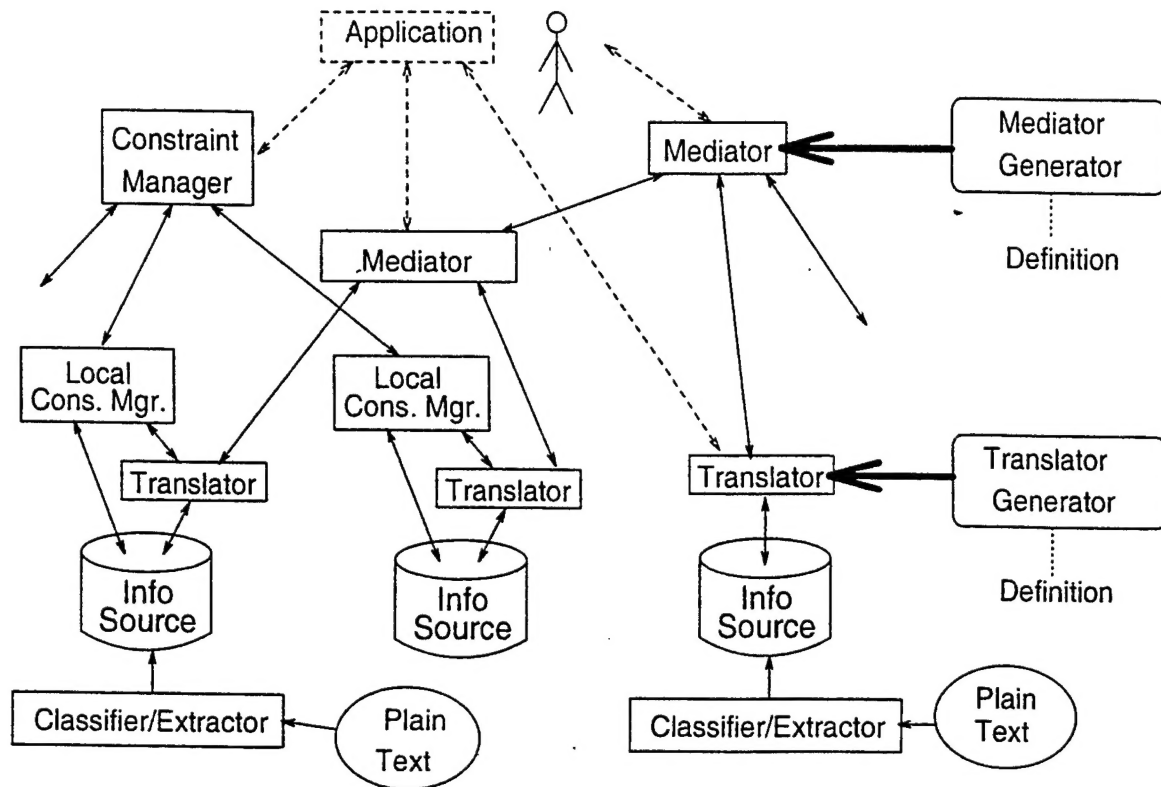 Application
Constraint
Manager
Mediator
Mediator
Generator
Mediator
Definition
Local
Cons. Mgr.
Local
Cons. Mgr.
Translator
Translator
Translator
Translator
Generator
Info
Source
Info
Source
Info
Source
Definition
Classifier/Extractor
Plain
Text
Classifier/Extractor
Plain
Text